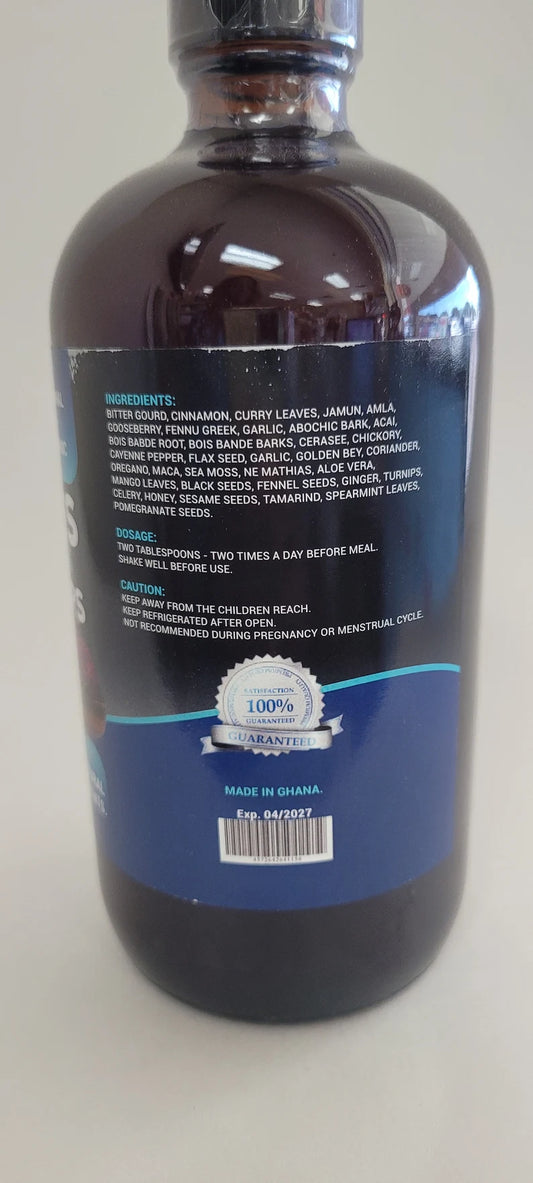 INGREDIENTS:
BITTER GOURD, CINNAMON, CURRY LEAVES, JAMUN, AMLA,
GOOSEBERRY, FENNU GREEK, GARLIC, ABOCHIC BARK, ACAI,
BOIS BABDE ROOT, BOIS BANDE BARKS, CERASEE, CHICKORY,
CAYENNE PEPPER, FLAX SEED, GARLIC, GOLDEN BEY, CORIANDER,
OREGANO, MACA, SEA MOSS, NE MATHIAS, ALOE VERA,
MANGO LEAVES, BLACK SEEDS, FENNEL SEEDS, GINGER, TURNIPS,
CELERY, HONEY, SESAME SEEDS, TAMARIND, SPEARMINT LEAVES,
POMEGRANATE SEEDS.
DOSAGE:
TWO TABLESPOONS - TWO TIMES A DAY BEFORE MEAL.
SHAKE WELL BEFORE USE.
CAUTION:
KEEP AWAY FROM THE CHILDREN REACH.
KEEP REFRIGERATED AFTER OPEN.
NOT RECOMMENDED DURING PREGNANCY OR MENSTRUAL CYCLE.
SATISFACTION
100%
GUARANTEED
GUARANTEED
MADE IN GHANA.
Exp. 04/2027